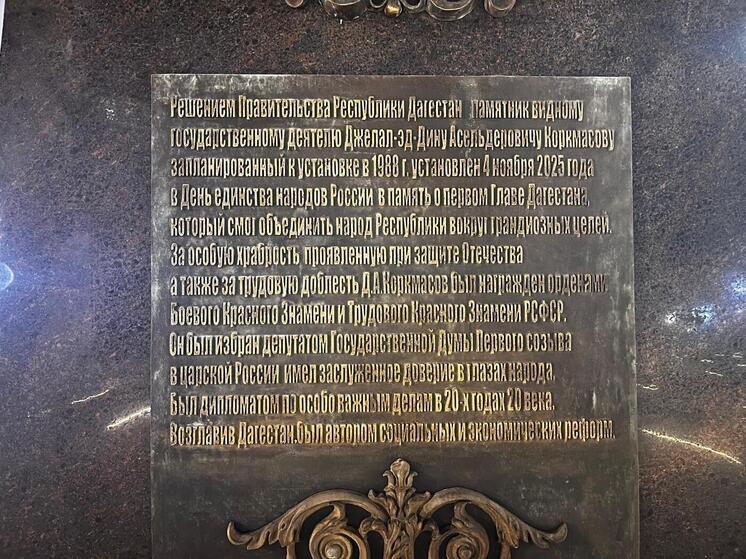 Решением Правительства Республики Дагестан памятник видному
государственному деятелю Джелал-эд-Дину Асельдеровичу Коркмасову
запланированный к установке в 1988 г. установлен 4 ноября 2025 года
в День единства народов России в память о первом Главе Дагестана,
который смог объединить народ Республики вокруг грандиозных целей.
За особую храбрость проявленную при защите Отечества
а также за трудовую доблесть Д.А.Коркмасов был награжден орденами
Боевого Красного Знамени и Трудового Красного Знамени РСФСР.
Он был избран депутатом Государственной Думы Первого созыва
в царской России имел заслуженное доверие в глазах народа
Был дипломатом по особо важным делам в 20-х годах 20 века.
Возглавив Дагестан.был автором социальных и экономических реформ.